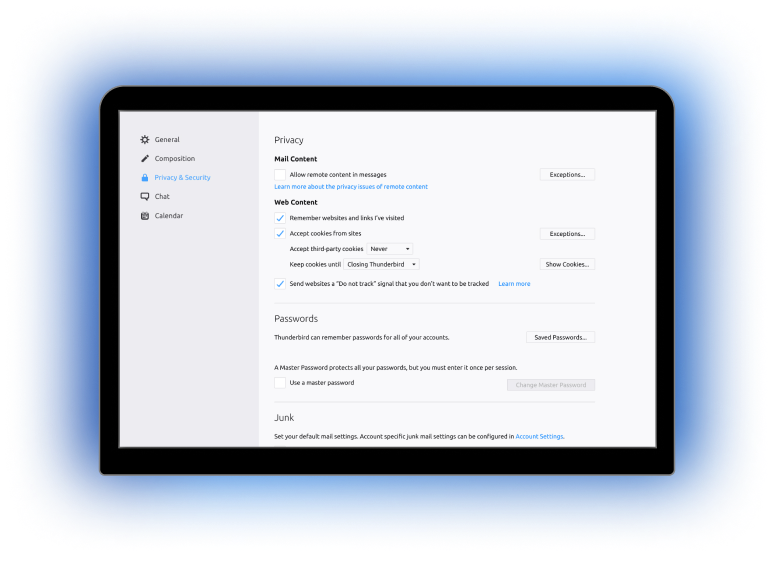 General
Composition
Privacy & Security
Chat
Calendar
Privacy
Mail Content
Allow remote content in messages
Exceptions...
Learn more about the privacy issues of remote content
Web Content
Remember websites and links I've visited
Accept cookies from sites
Exceptions...
Accept third-party cookies Never
Keep cookies until Closing Thunderbird
Show Cookies...
Send websites a "Do not track" signal that you don't want to be tracked Learn more
Passwords
Thunderbird can remember passwords for all of your accounts.
Saved Passwords...
A Master Password protects all your passwords, but you must enter it once per session.
Use a master password
Change Master Password
Junk
Set your default mail settings. Account specific junk mail settings can be configured in Account Settings.